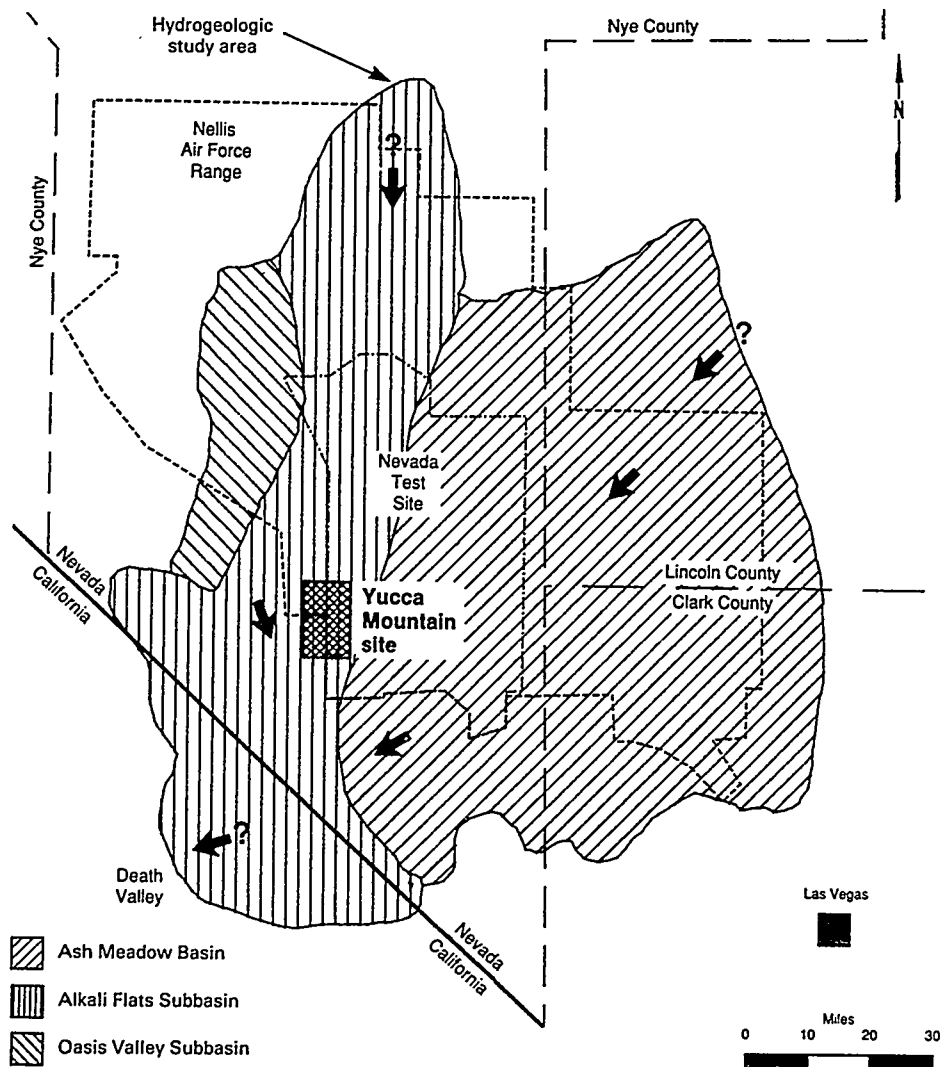 Hydrogeologic
study area
Nye County
N
Nellis
Air Force
Range
?
Nye County
?
Nevada
Test
Site
Nevada
California
Lincoln County
Clark County
Yucca
Mountain
site
?
Death
Valley
Nevada
California
Las Vegas
Ash Meadow Basin
Alkali Flats Subbasin
Oasis Valley Subbasin
Miles
0 10 20 30